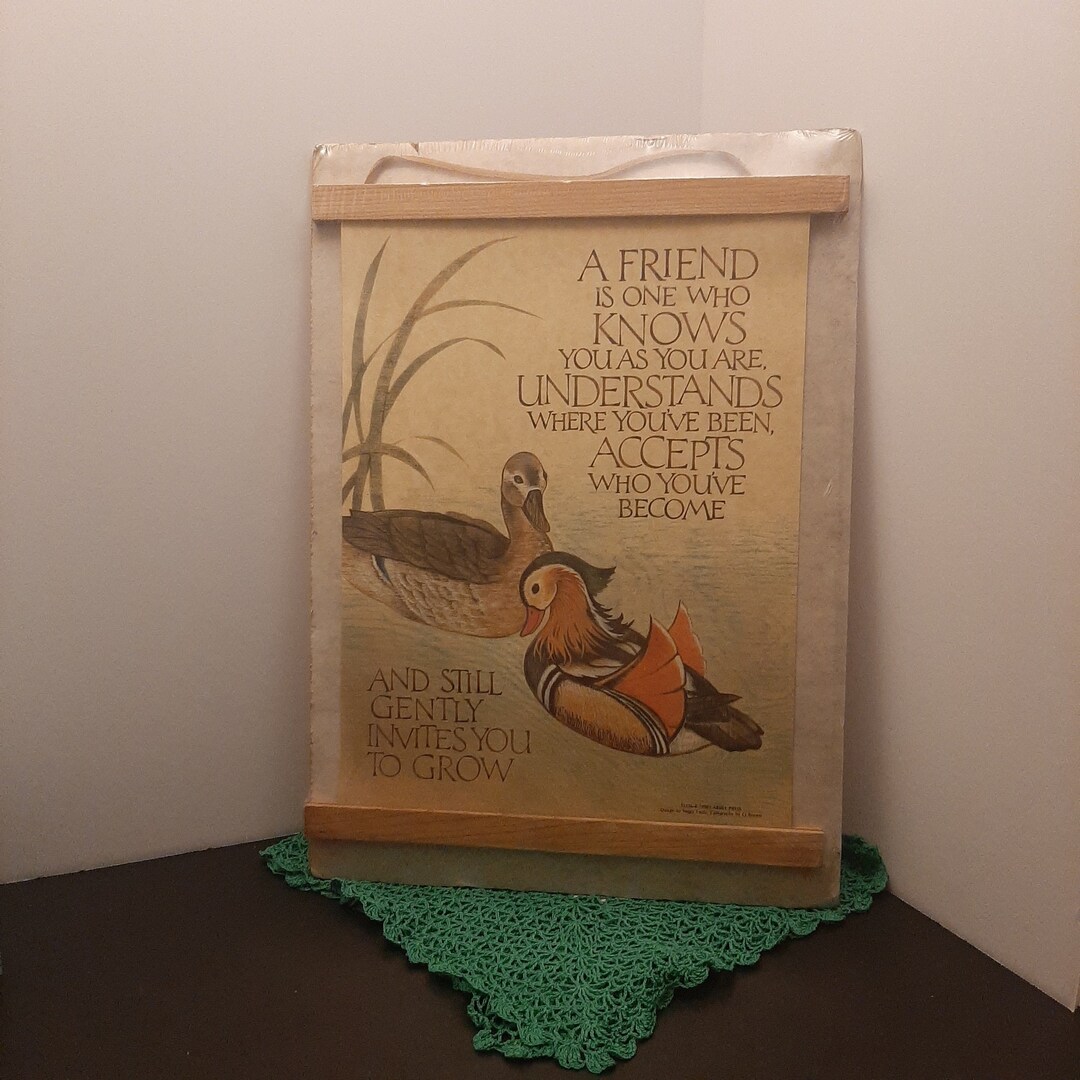 A FRIEND
IS ONE WHO
KNOWS
YOU AS YOU ARE,
UNDERSTANDS
WHERE YOU'VE BEEN,
ACCEPTS
WHO YOU'VE
BECOME
AND STILL
GENTLY
INVITES YOU
TO GROW